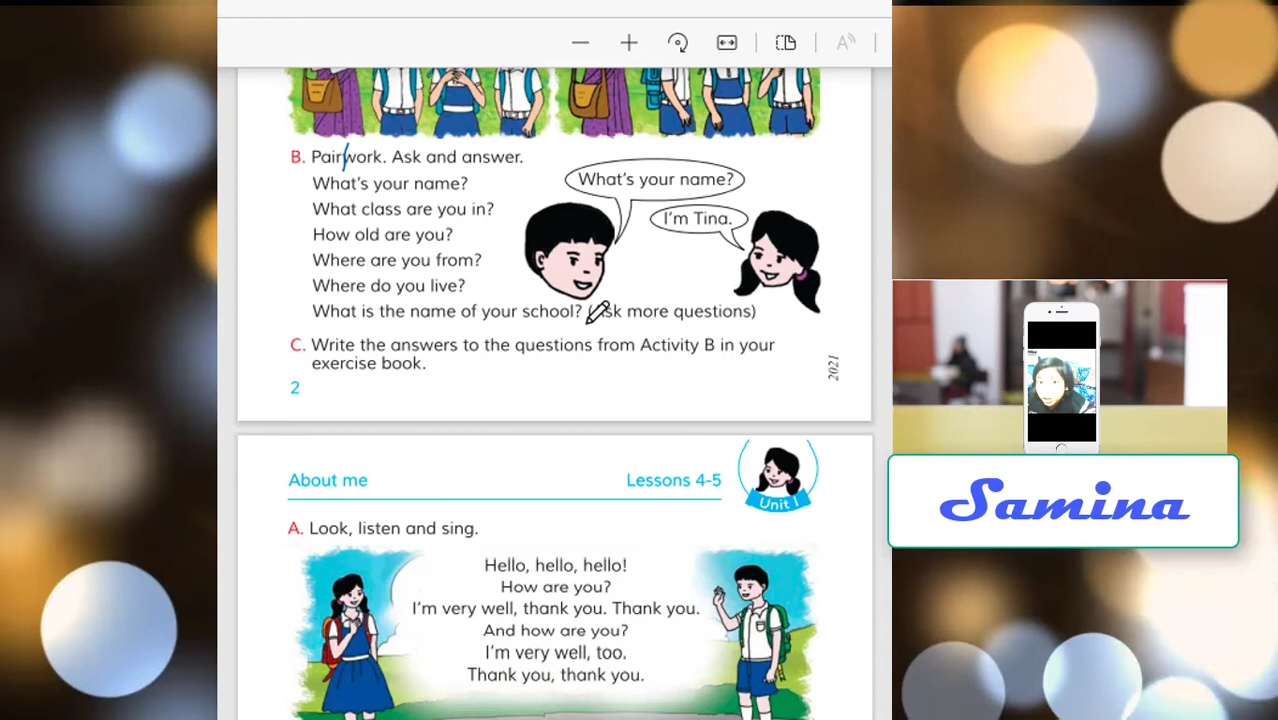 B. Pairwork. Ask and answer.
What's your name?
What's your name?
What class are you in?
I'm Tina.
How old are you?
Where are you from?
Where do you live?
What is the name of your school? (Ask more questions)
C. Write the answers to the questions from Activity B in your
exercise book.
2
2021
About me
Lessons 4-5
Unit 1
A. Look, listen and sing.
Hello, hello, hello!
How are you?
I'm very well, thank you. Thank you.
And how are you?
I'm very well, too.
Thank you, thank you.
Samina